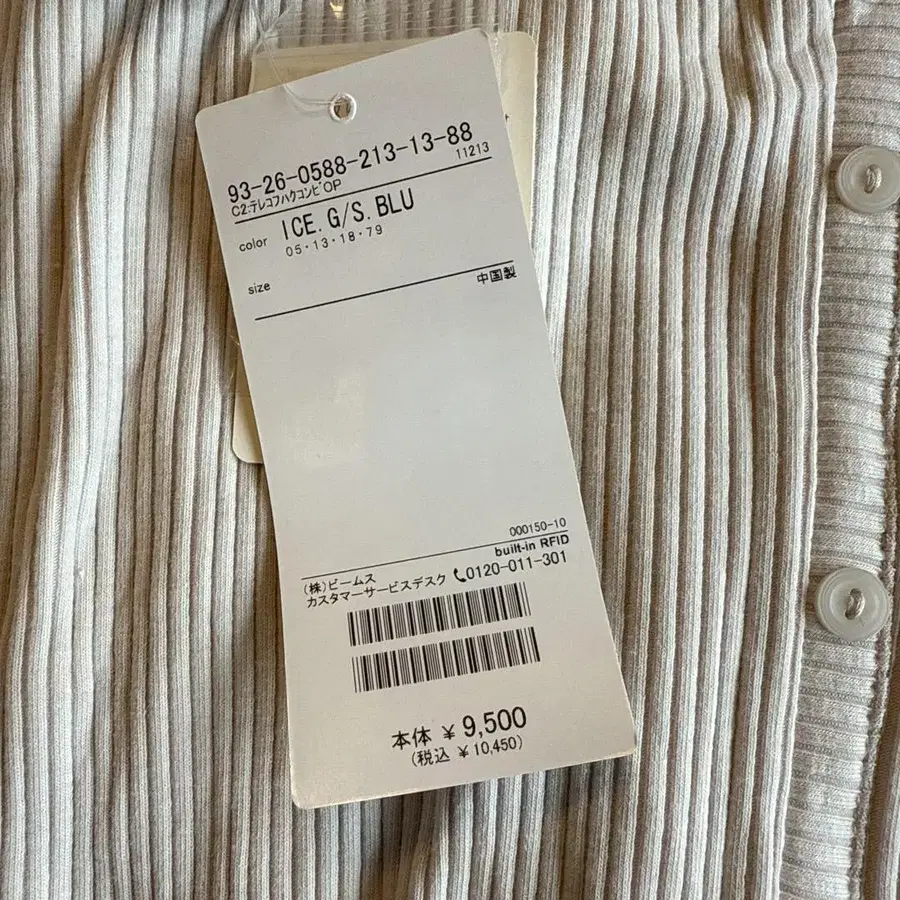 93-26-0588-213-13-88
C2:テレコフハクコンビOP
11213
color ICE.G/S.BLU
05・13・18・79
size
中国製
000150-10
built-in RFID
(株)ビームス
カスタマーサービスデスク 0120-011-301
本体 ¥ 9,500
(税込 ¥10,450)